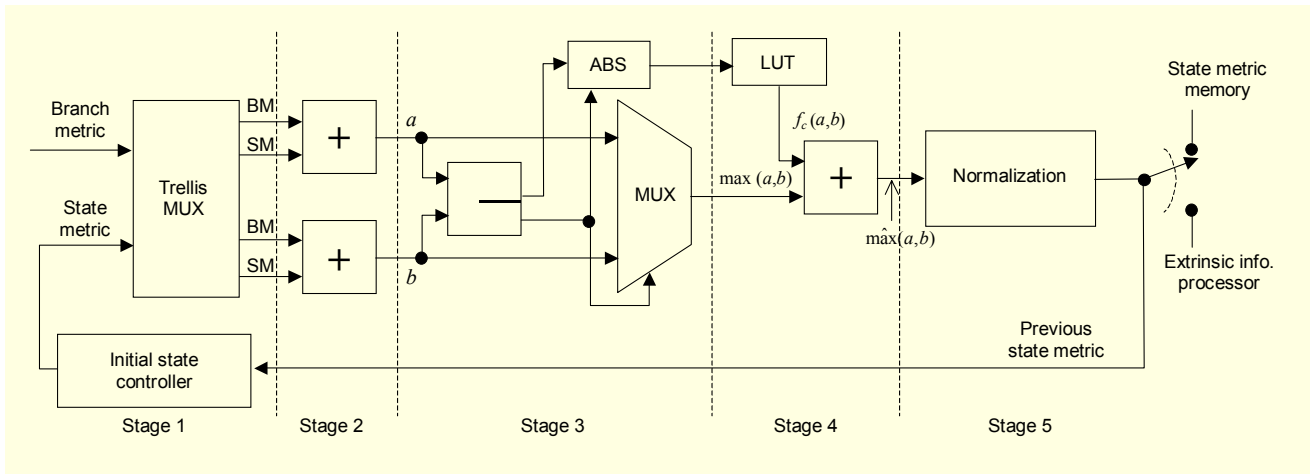 Branch
metric
State
metric
Trellis
MUX
BM
SM
BM
SM
+
+
a
b
ABS
MUX
LUT
f_c(a,b)
max (a,b)
+
max̂(a,b)
Normalization
State metric
memory
Extrinsic info.
processor
Previous
state metric
Initial state
controller
Stage 1
Stage 2
Stage 3
Stage 4
Stage 5